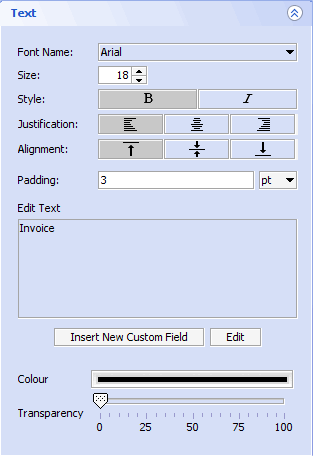 Text
Font Name: Arial
Size: 18
Style: B I
Justification:
Alignment:
Padding: 3 pt
Edit Text
Invoice
Insert New Custom Field Edit
Colour
Transparency
0 25 50 75 100